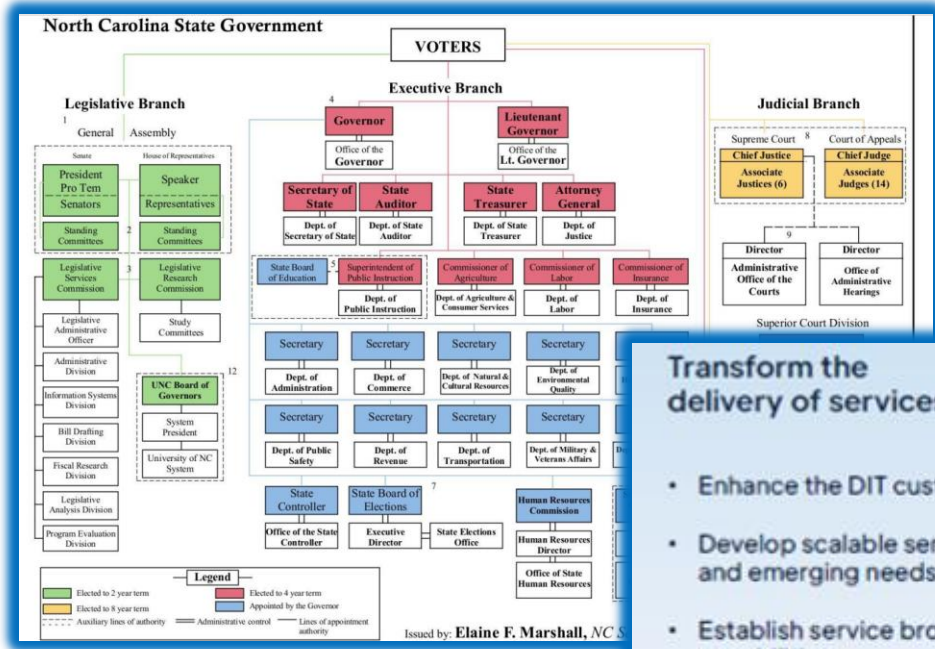 North Carolina State Government
VOTERS
Legislative Branch
1
General Assembly
Senate
House of Representatives
President
Pro Tem
Senators
Speaker
Representatives
Standing
Committees
2
Standing
Committees
Legislative
Services
Commission
3
Legislative
Research
Commission
Legislative
Administrative
Officer
Study
Committees
Administrative
Division
Information Systems
Division
Bill Drafting
Division
Fiscal Research
Division
Legislative
Analysis Division
Program Evaluation
Division
12
UNC Board of
Governors
System
President
University of NC
System
Executive Branch
4
Governor
Office of the
Governor
Lieutenant
Governor
Office of the
Lt. Governor
Secretary of
State
Dept. of
Secretary of State
State
Auditor
Dept. of State
Auditor
State
Treasurer
Dept. of State
Treasurer
Attorney
General
Dept. of
Justice
State Board
of Education
5
Superintendent of
Public Instruction
Dept. of
Public Instruction
Commissioner of
Agriculture
Dept. of Agriculture &
Consumer Services
Commissioner of
Labor
Dept. of
Labor
Commissioner of
Insurance
Dept. of
Insurance
Secretary
Dept. of
Administration
Secretary
Dept. of
Commerce
Secretary
Dept. of Natural &
Cultural Resources
Secretary
Dept. of
Environmental
Quality
Secretary
Dept. of Public
Safety
Secretary
Dept. of
Revenue
Secretary
Dept. of
Transportation
Secretary
Dept. of Military &
Veterans Affairs
State
Controller
Office of the State
Controller
State Board of
Elections
7
Executive
Director
State Elections
Office
Human Resources
Commission
Human Resources
Director
Office of State
Human Resources
Judicial Branch
Supreme Court
8
Court of Appeals
Chief Justice
Associate
Justices (6)
Chief Judge
Associate
Judges (14)
9
Director
Administrative
Office of the
Courts
Director
Office of
Administrative
Hearings
Superior Court Division
Legend
Elected to 2 year term
Elected to 4 year term
Elected to 8 year term
Appointed by the Governor
Auxiliary lines of authority
Administrative control
Lines of appointment
authority
Issued by: Elaine F. Marshall, NC S
Transform the
delivery of services
• Enhance the DIT cus
• Develop scalable ser
and emerging needs
• Establish service bro